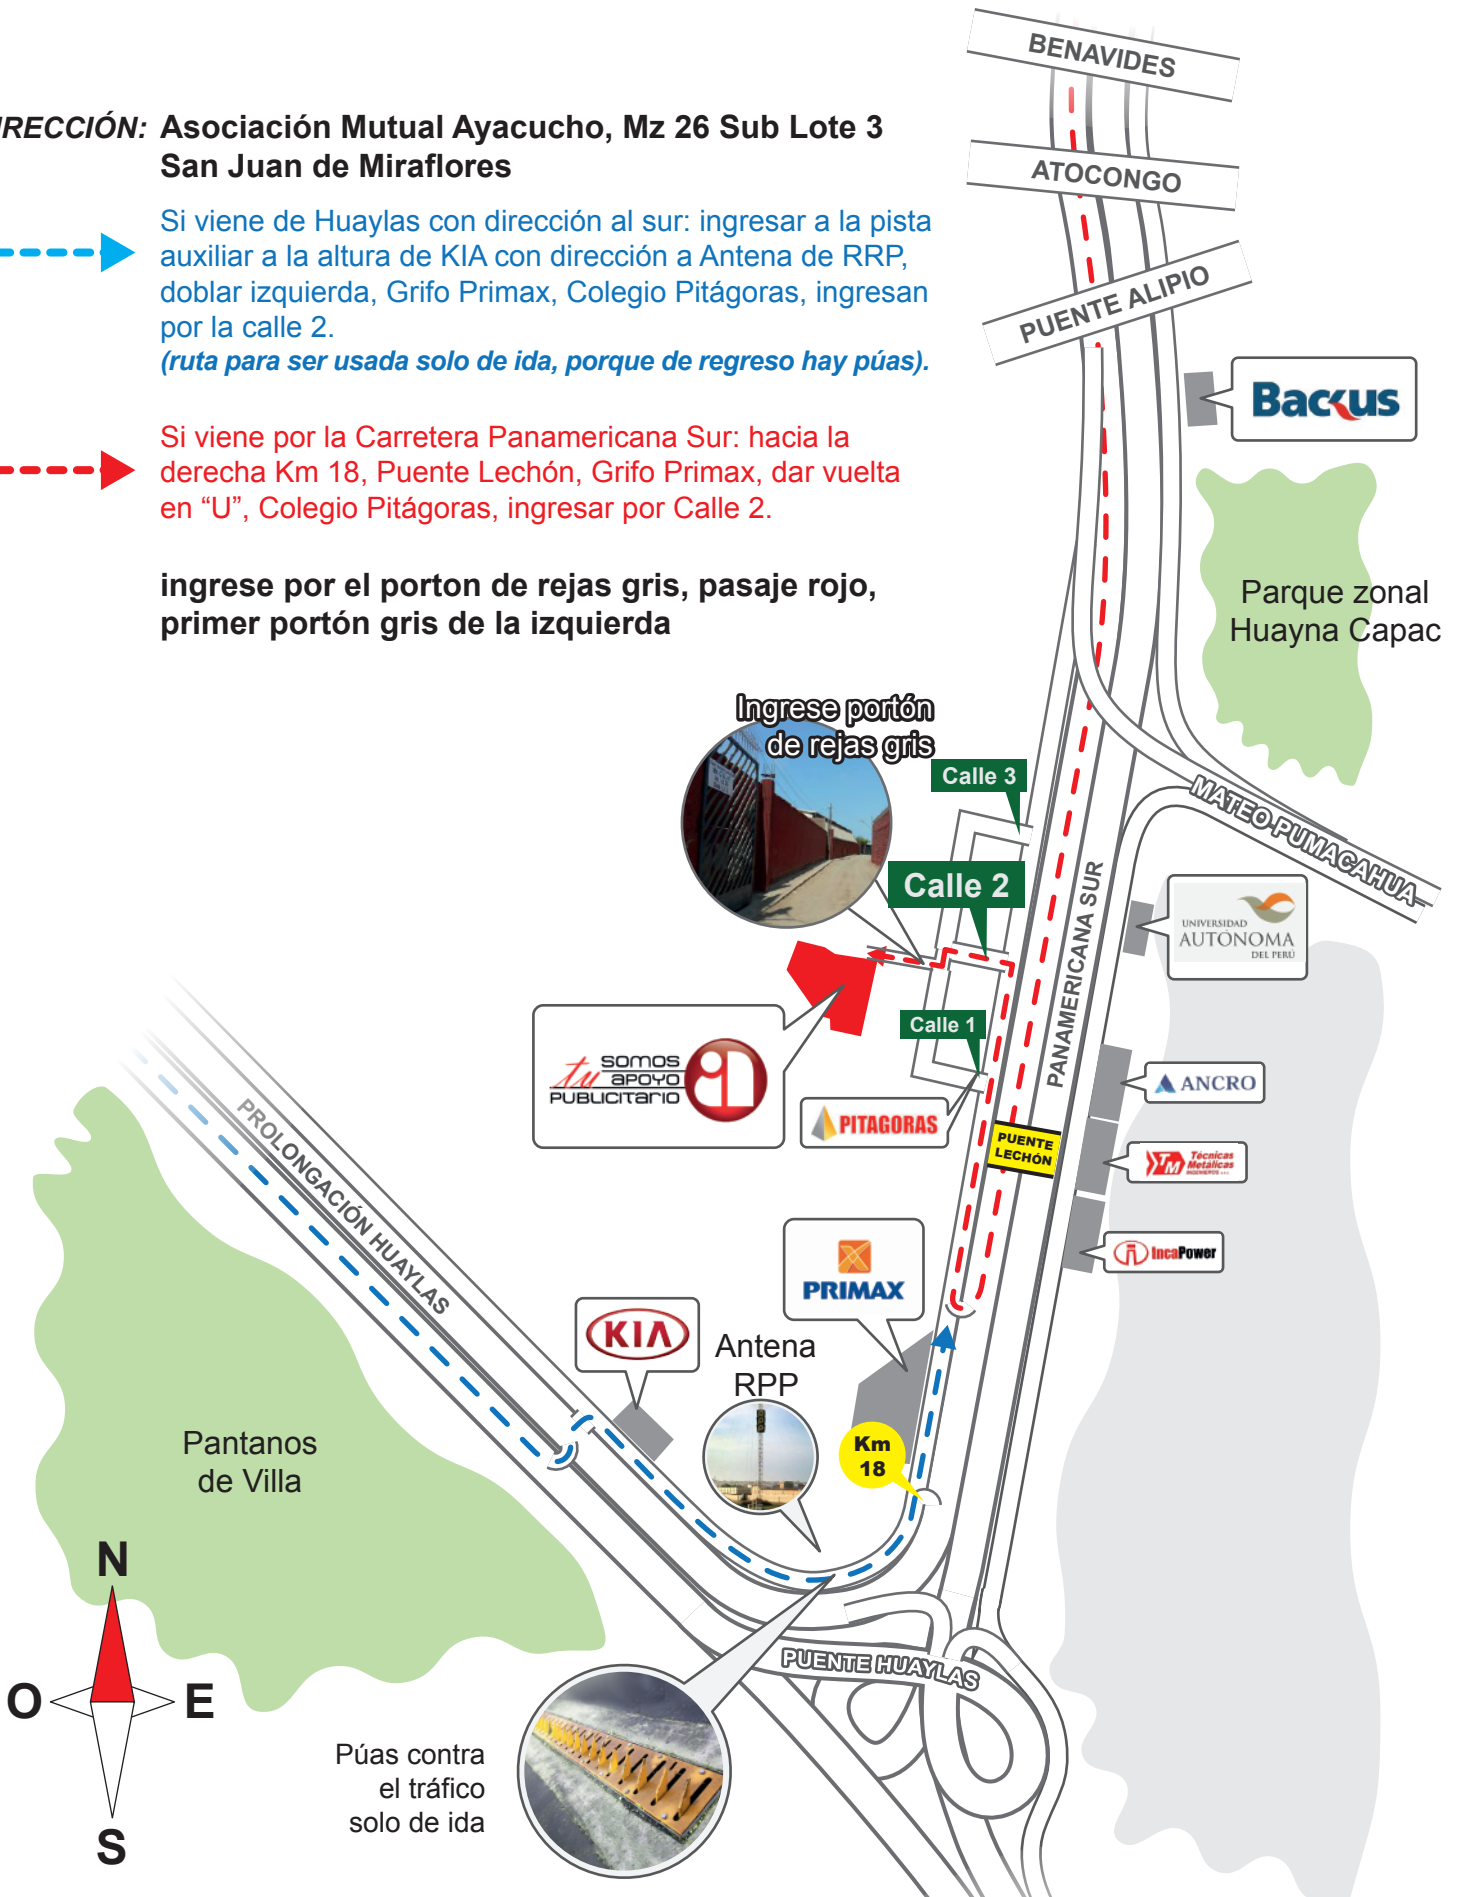 BENAVIDES
IRECCIÓN: Asociación Mutual Ayacucho, Mz 26 Sub Lote 3
San Juan de Miraflores
ATOCONGO
Si viene de Huaylas con dirección al sur: ingresar a la pista
auxiliar a la altura de KIA con dirección a Antena de RRP,
doblar izquierda, Grifo Primax, Colegio Pitágoras, ingresan
por la calle 2.
(ruta para ser usada solo de ida, porque de regreso hay púas).
PUENTE ALIPIO
Backus
Si viene por la Carretera Panamericana Sur: hacia la
derecha Km 18, Puente Lechón, Grifo Primax, dar vuelta
en “U”, Colegio Pitágoras, ingresar por Calle 2.
ingrese por el porton de rejas gris, pasaje rojo,
primer portón gris de la izquierda
Parque zonal
Huayna Capac
Ingrese portón
de rejas gris
Calle 3
MATEO PUMACAHUA
Calle 2
PANAMERICANA SUR
UNIVERSIDAD
AUTÓNOMA
DEL PERÚ
Calle 1
SOMOS
tu APOYO
PUBLICITARIO
ANCRO
PITAGORAS
PUENTE
LECHÓN
TM Técnicas
Metálicas
IncaPower
PROLONGACIÓN HUAYLAS
PRIMAX
KIA
Antena
RPP
Km
18
Pantanos
de Villa
N
O
E
S
PUENTE HUAYLAS
Púas contra
el tráfico
solo de ida